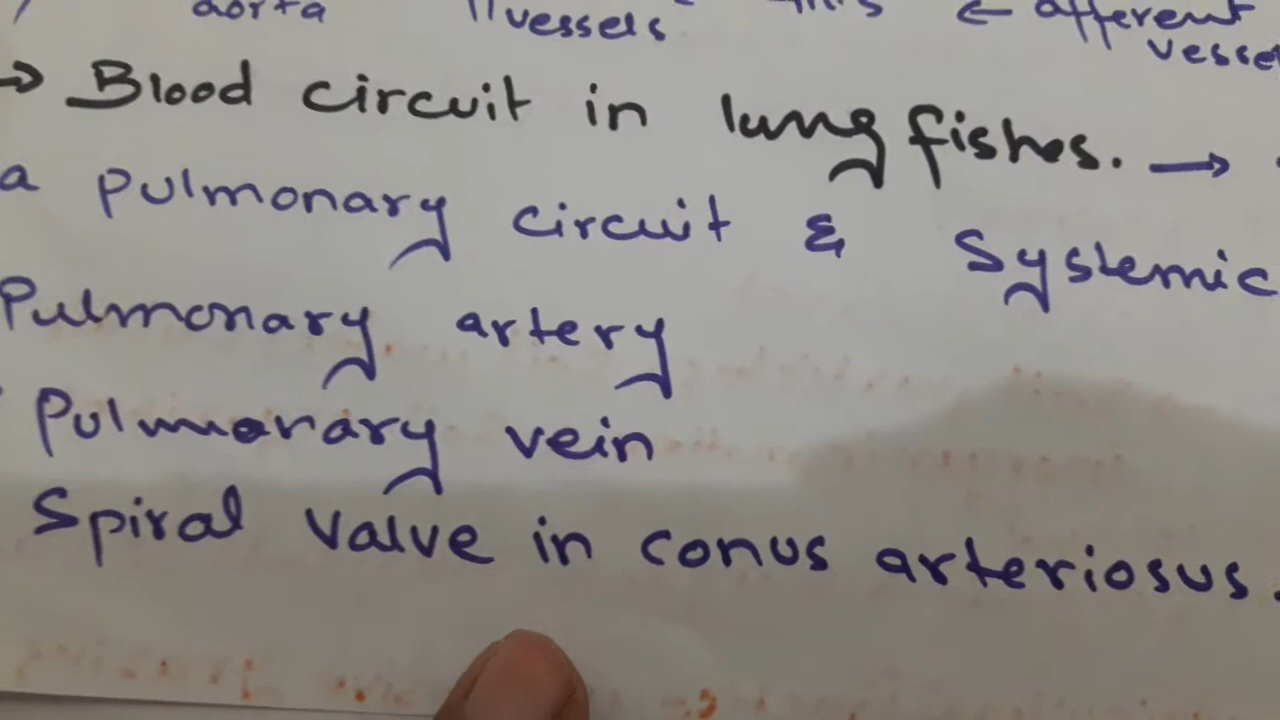 aorta vessels ← afferent
vesse
→ Blood circuit in lung fishes. →
a pulmonary circuit & Systemic
Pulmonary artery
Pulmonary vein
Spiral valve in conus arteriosus.